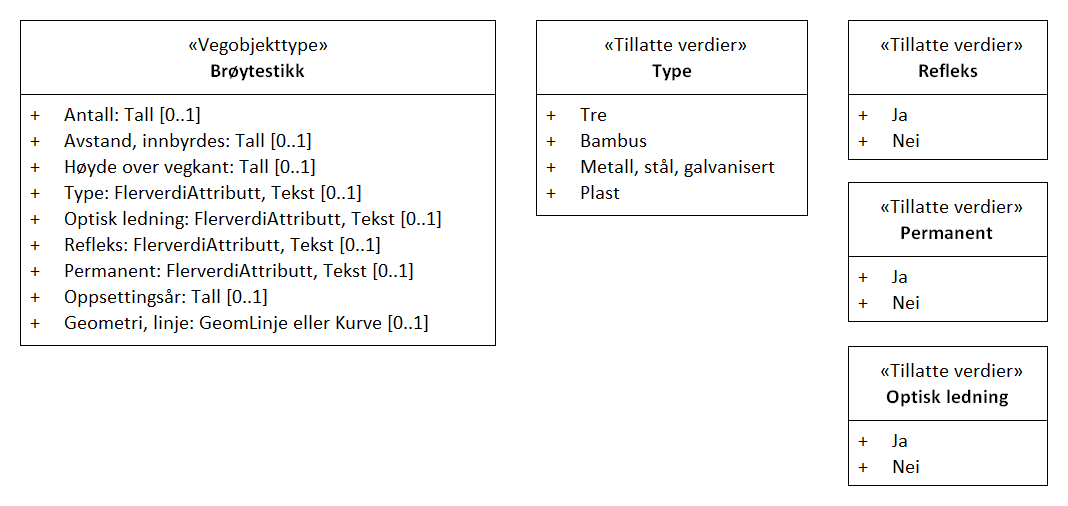 «Vegobjekttype»
Brøytestikk
+ Antall: Tall [0..1]
+ Avstand, innbyrdes: Tall [0..1]
+ Høyde over vegkant: Tall [0..1]
+ Type: FlerverdiAttributt, Tekst [0..1]
+ Optisk ledning: FlerverdiAttributt, Tekst [0..1]
+ Refleks: FlerverdiAttributt, Tekst [0..1]
+ Permanent: FlerverdiAttributt, Tekst [0..1]
+ Oppsettingsår: Tall [0..1]
+ Geometri, linje: GeomLinje eller Kurve [0..1]
«Tillatte verdier»
Type
+ Tre
+ Bambus
+ Metall, stål, galvanisert
+ Plast
«Tillatte verdier»
Refleks
+ Ja
+ Nei
«Tillatte verdier»
Permanent
+ Ja
+ Nei
«Tillatte verdier»
Optisk ledning
+ Ja
+ Nei